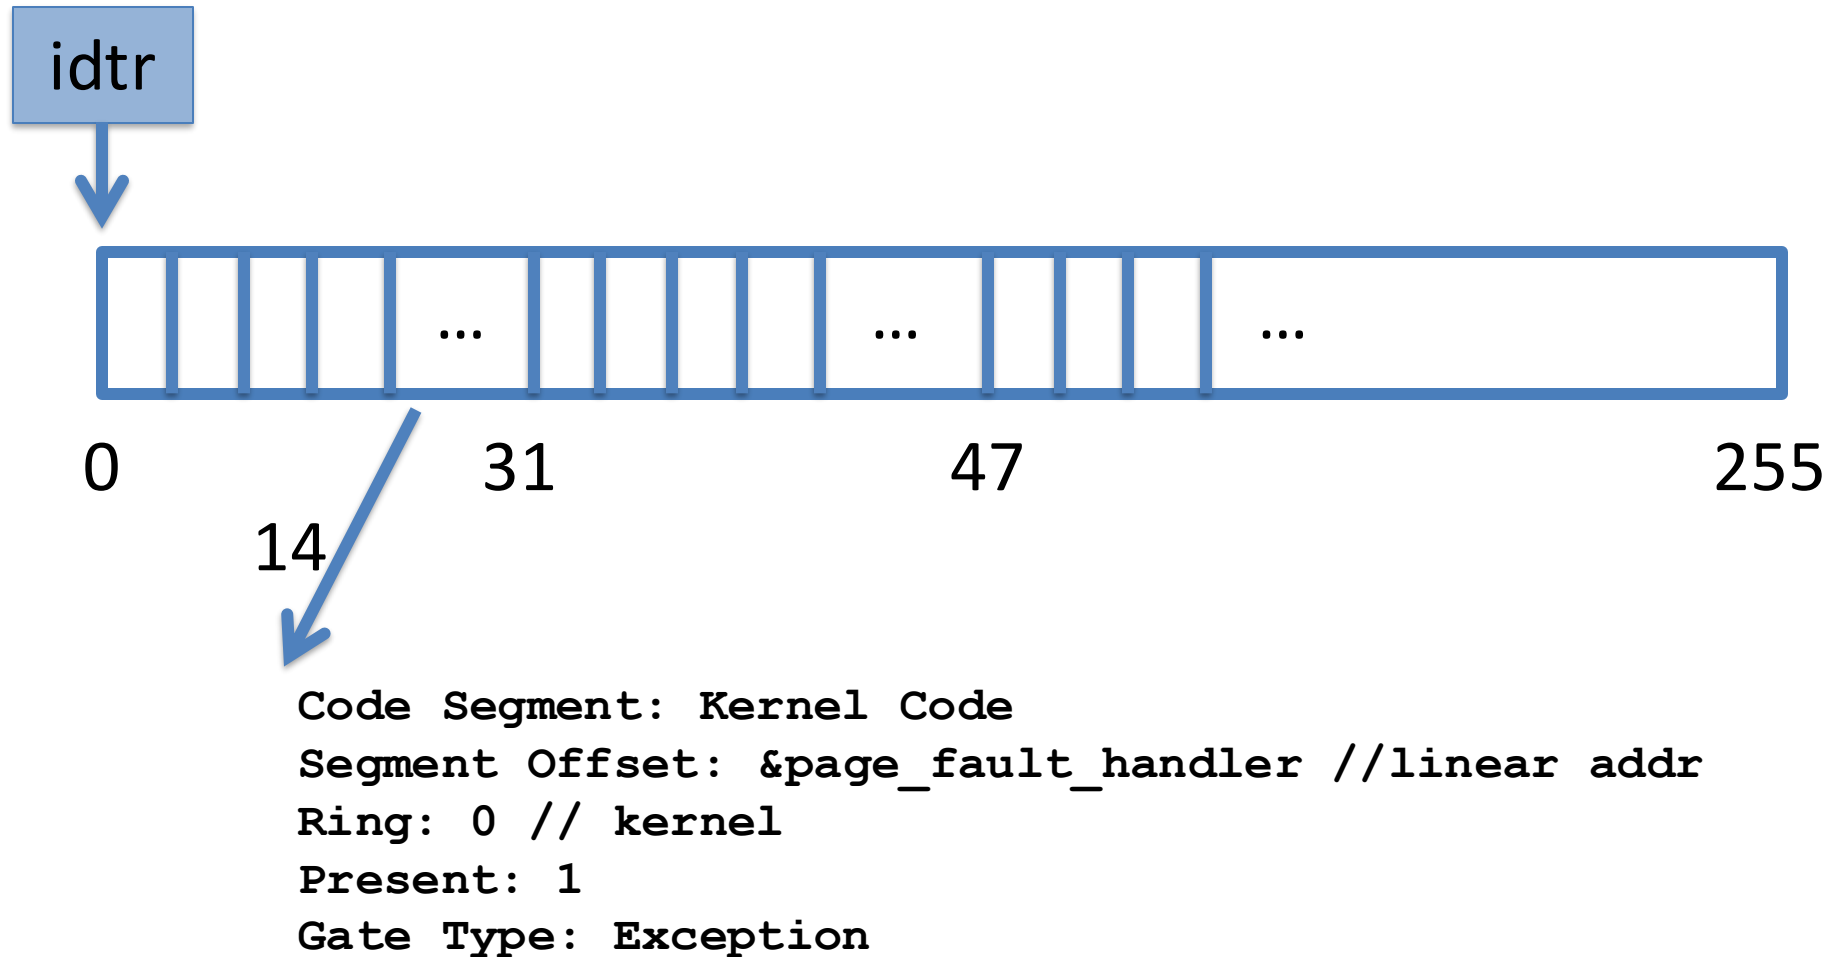 idtr
... ... ...
0 31 47 255
14
Code Segment: Kernel Code
Segment Offset: &page_fault_handler //linear addr
Ring: 0 // kernel
Present: 1
Gate Type: Exception